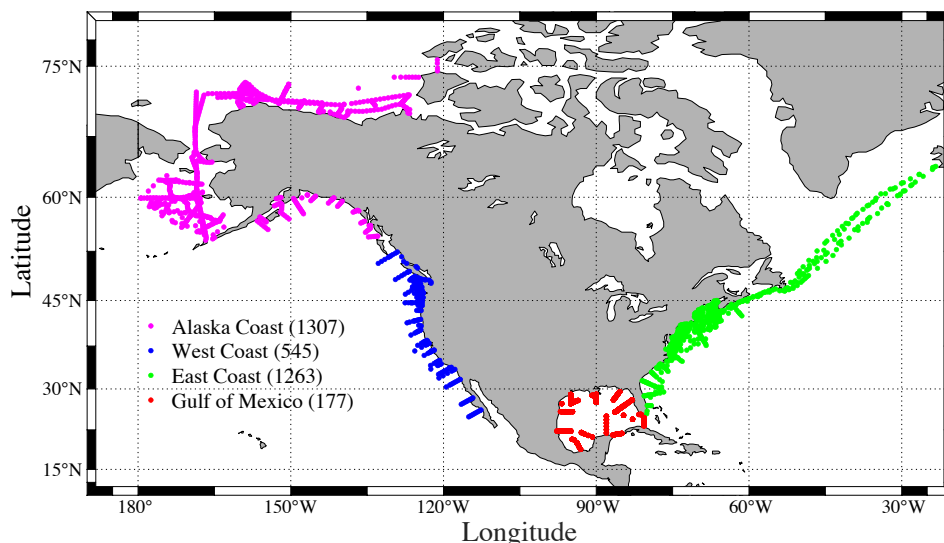 75°N
60°N
45°N
30°N
15°N
Latitude
Alaska Coast (1307)
West Coast (545)
East Coast (1263)
Gulf of Mexico (177)
180° 150°W 120°W 90°W 60°W 30°W
Longitude